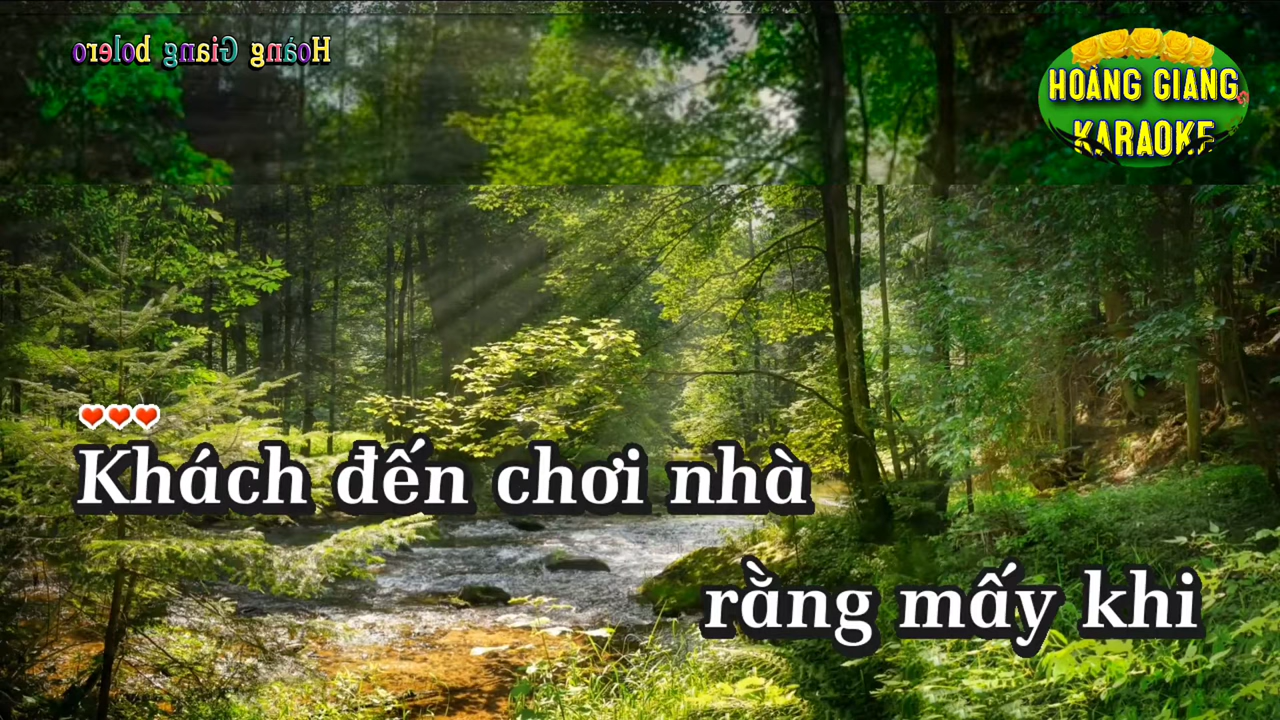 Hoàng Giang bolero
HOÀNG GIANG
KARAOKE
Khách đến chơi nhà
rằng mấy khi